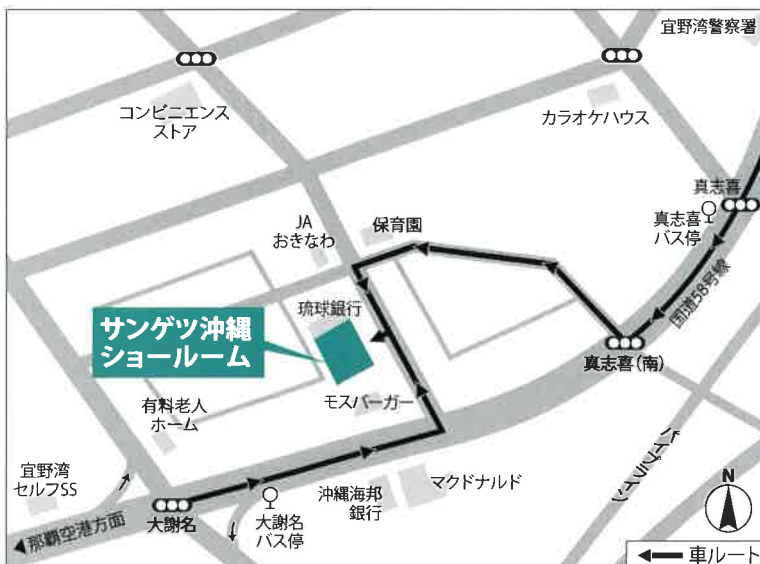 宜野湾警察署
コンビニエンス
ストア
カラオケハウス
真志喜
真志喜
バス停
JA
おきなわ
保育園
国道58号線
琉球銀行
サンゲツ沖縄
ショールーム
真志喜(南)
モスバーガー
有料老人
ホーム
パイプライン
宜野湾
セルフSS
マクドナルド
沖縄海邦
銀行
N
大謝名
大謝名
バス停
那覇空港方面
車ルート